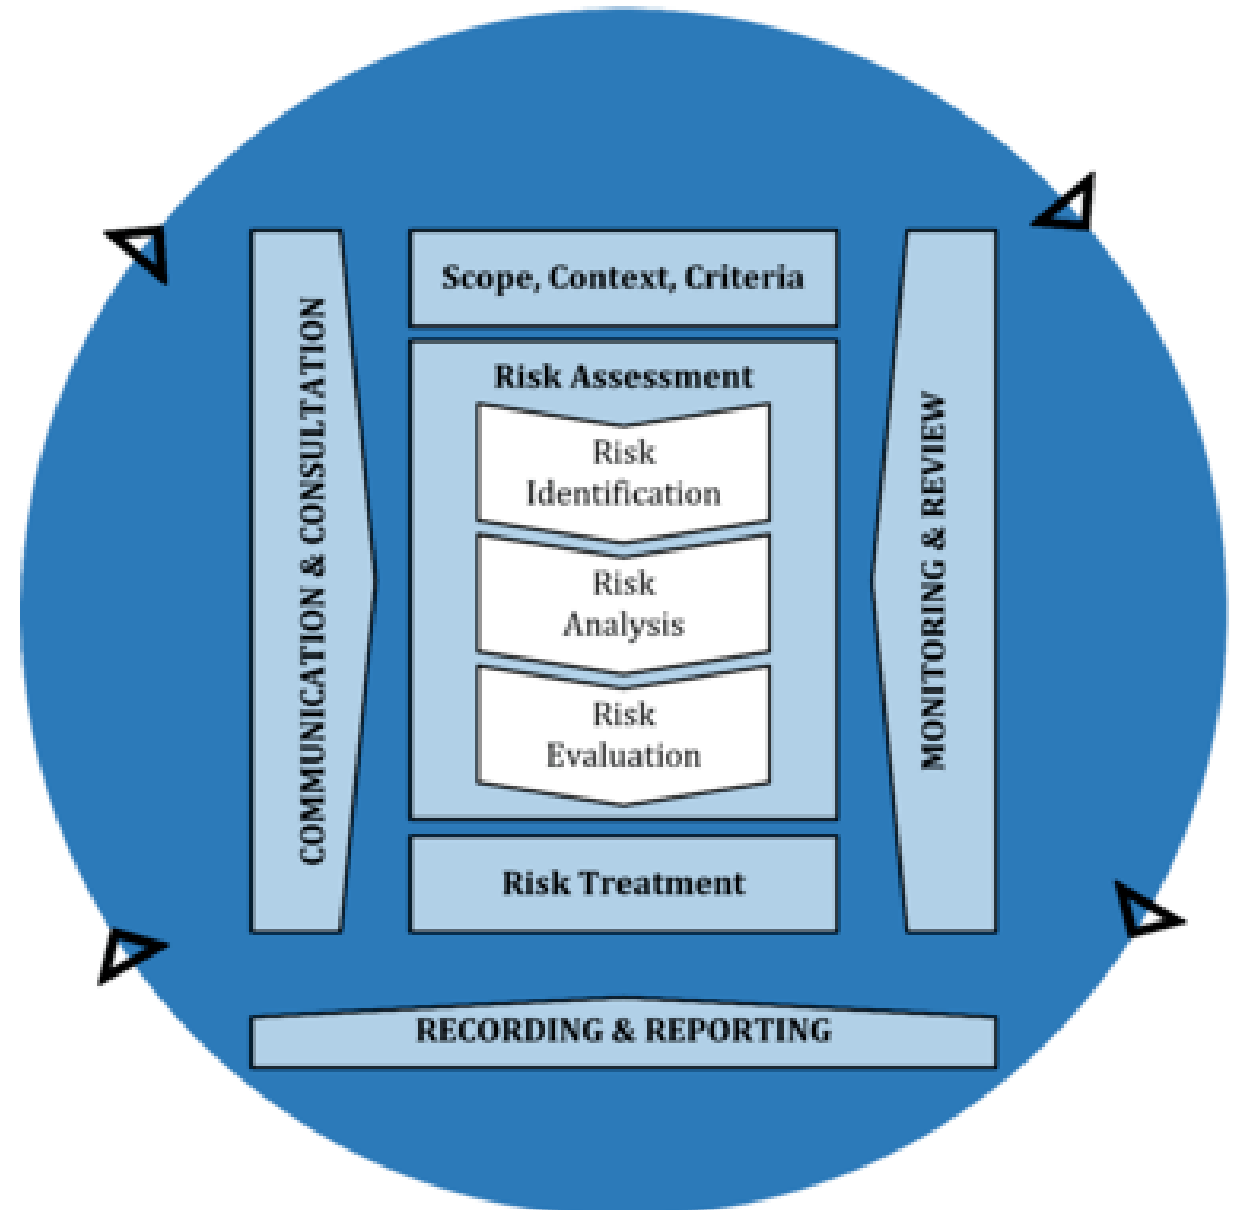 Scope, Context, Criteria
Risk Assessment
Risk
Identification
Risk
Analysis
Risk
Evaluation
Risk Treatment
COMMUNICATION & CONSULTATION
MONITORING & REVIEW
RECORDING & REPORTING